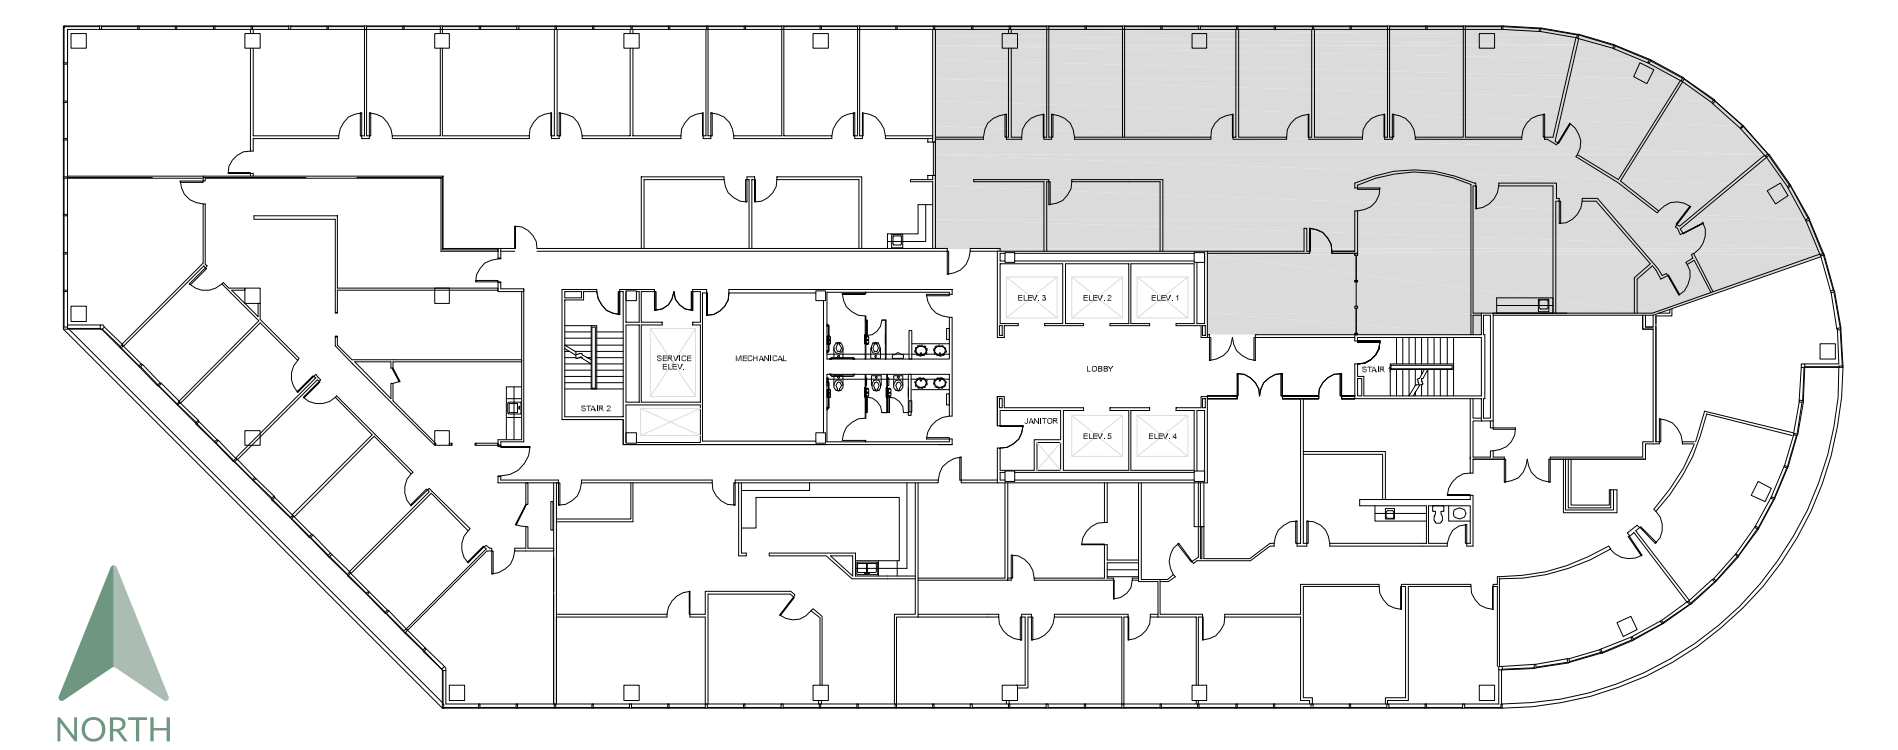 ELEV. 3
ELEV. 2
ELEV. 1
SERVICE
ELEV.
MECHANICAL
LOBBY
STAIR
STAIR 2
JANITOR
ELEV. 5
ELEV. 4
NORTH